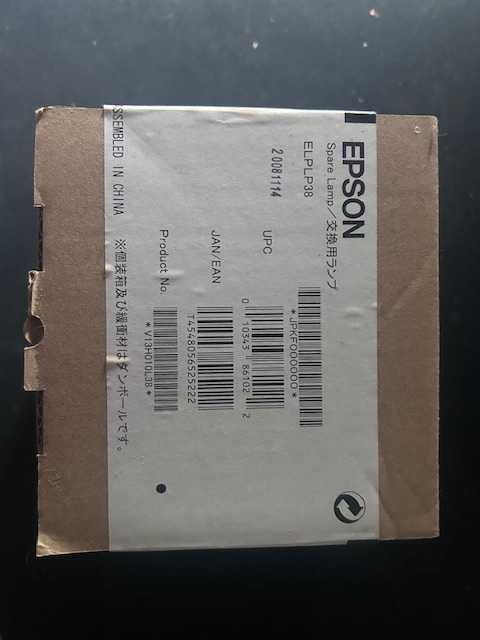 EPSON
Spare Lamp／交換用ランプ
ELPLP38
*JPKF000000*
20081114
UPC
0 10343 86102 2
JAN/EAN
T4548056525222
Product No.
*V13H010L38*
※個装箱及び緩衝材はダンボールです。
SSEMBLED IN CHINA